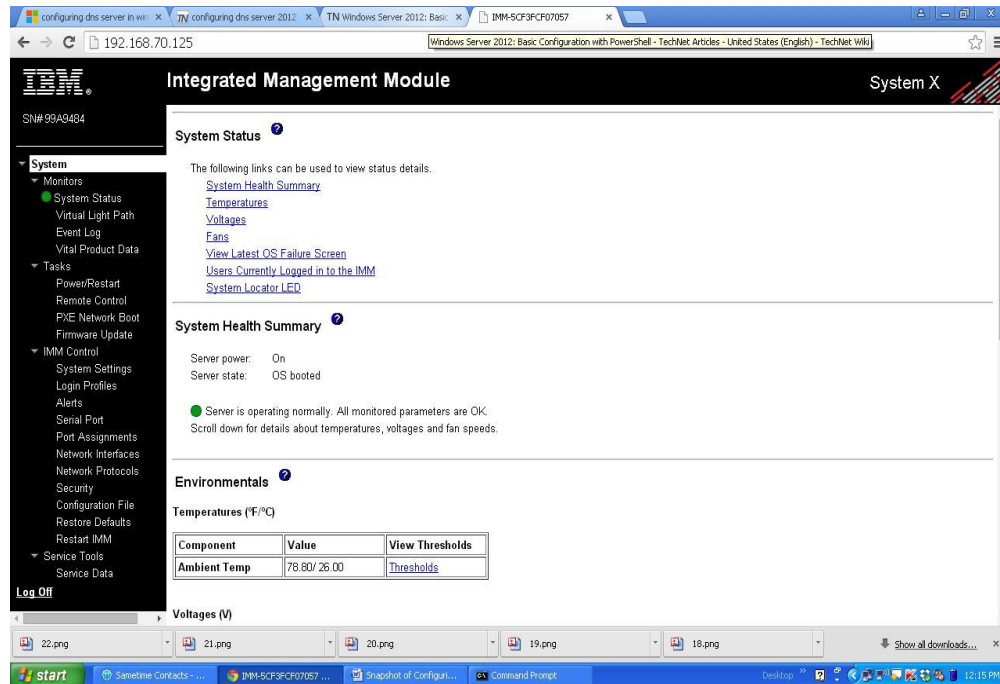 configuring dns server in win
configuring dns server 2012
TN Windows Server 2012: Basic
IMM-5CF3FCF07057
192.168.70.125
Windows Server 2012: Basic Configuration with PowerShell - TechNet Articles - United States (English) - TechNet Wiki
IBM®
Integrated Management Module
System X
SN# 99A9484
System
Monitors
System Status
Virtual Light Path
Event Log
Vital Product Data
Tasks
Power/Restart
Remote Control
PXE Network Boot
Firmware Update
IMM Control
System Settings
Login Profiles
Alerts
Serial Port
Port Assignments
Network Interfaces
Network Protocols
Security
Configuration File
Restore Defaults
Restart IMM
Service Tools
Service Data
Log Off
System Status ?
The following links can be used to view status details.
System Health Summary
Temperatures
Voltages
Fans
View Latest OS Failure Screen
Users Currently Logged in to the IMM
System Locator LED
System Health Summary ?
Server power: On
Server state: OS booted
Server is operating normally. All monitored parameters are OK.
Scroll down for details about temperatures, voltages and fan speeds.
Environmentals ?
Temperatures (ºF/ºC)
Component Value View Thresholds
Ambient Temp 78.80/ 26.00 Thresholds
Voltages (V)
22.png 21.png 20.png 19.png 18.png Show all downloads...
start Sametime Contacts - ... IMM-5CF3FCF07057 ... Snapshot of Configuri... Command Prompt Desktop » 12:15 PM